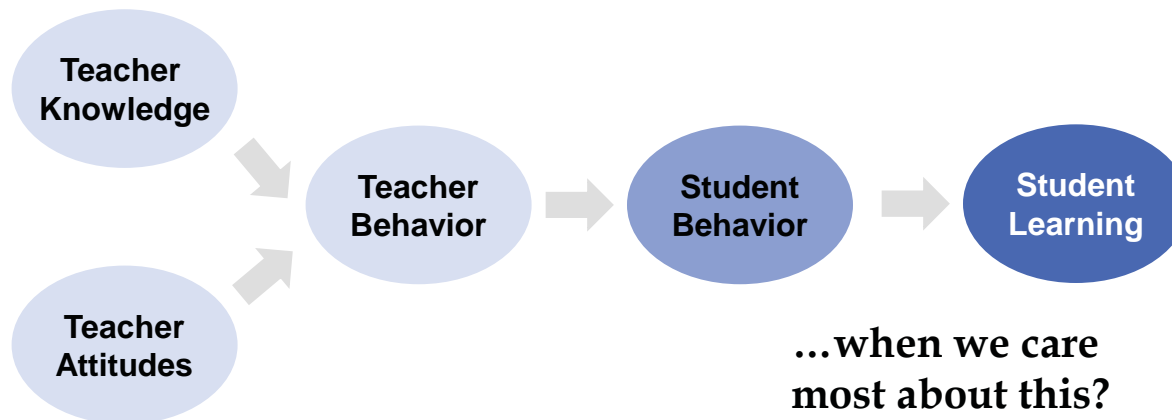 Teacher
Knowledge
Teacher
Behavior
Student
Behavior
Student
Learning
Teacher
Attitudes
…when we care
most about this?